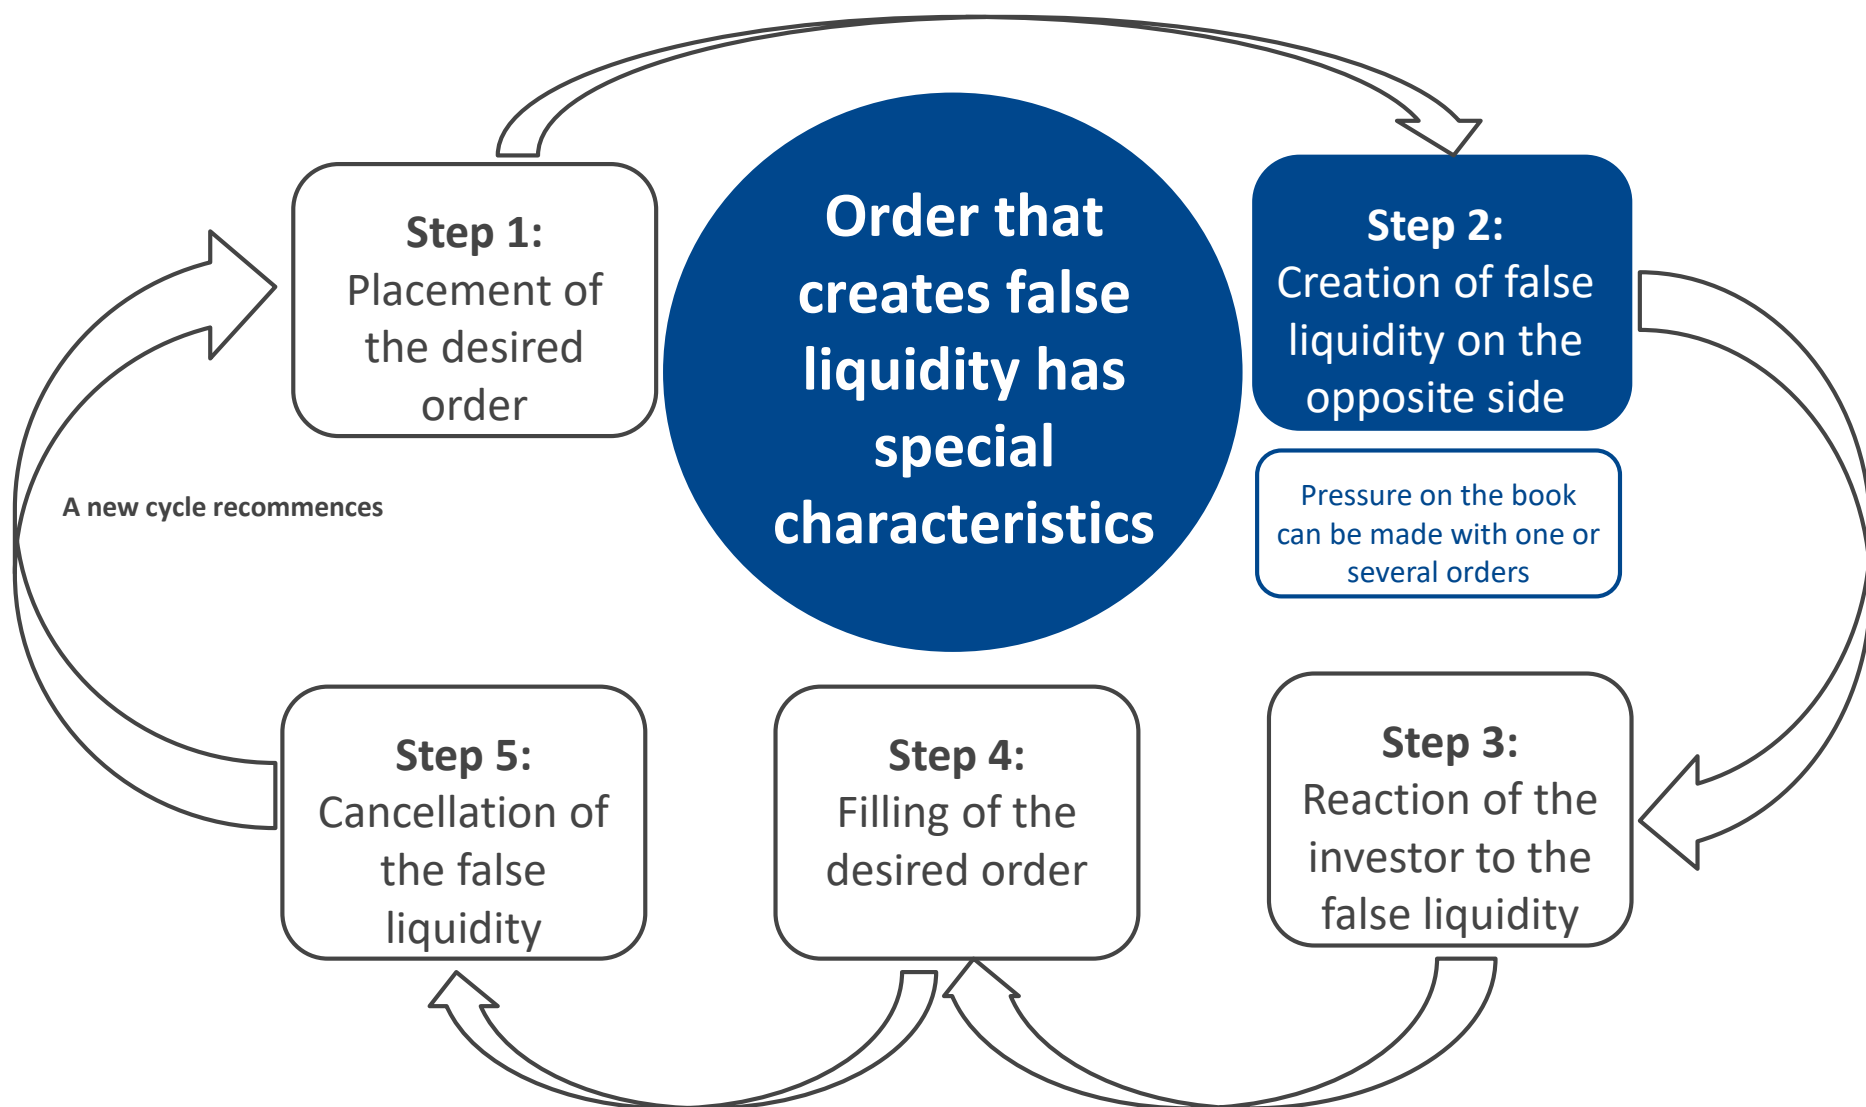 Step 1:
Placement of
the desired
order
Order that
creates false
liquidity has
special
characteristics
Step 2:
Creation of false
liquidity on the
opposite side
Pressure on the book
can be made with one or
several orders
A new cycle recommences
Step 5:
Cancellation of
the false
liquidity
Step 4:
Filling of the
desired order
Step 3:
Reaction of the
investor to the
false liquidity